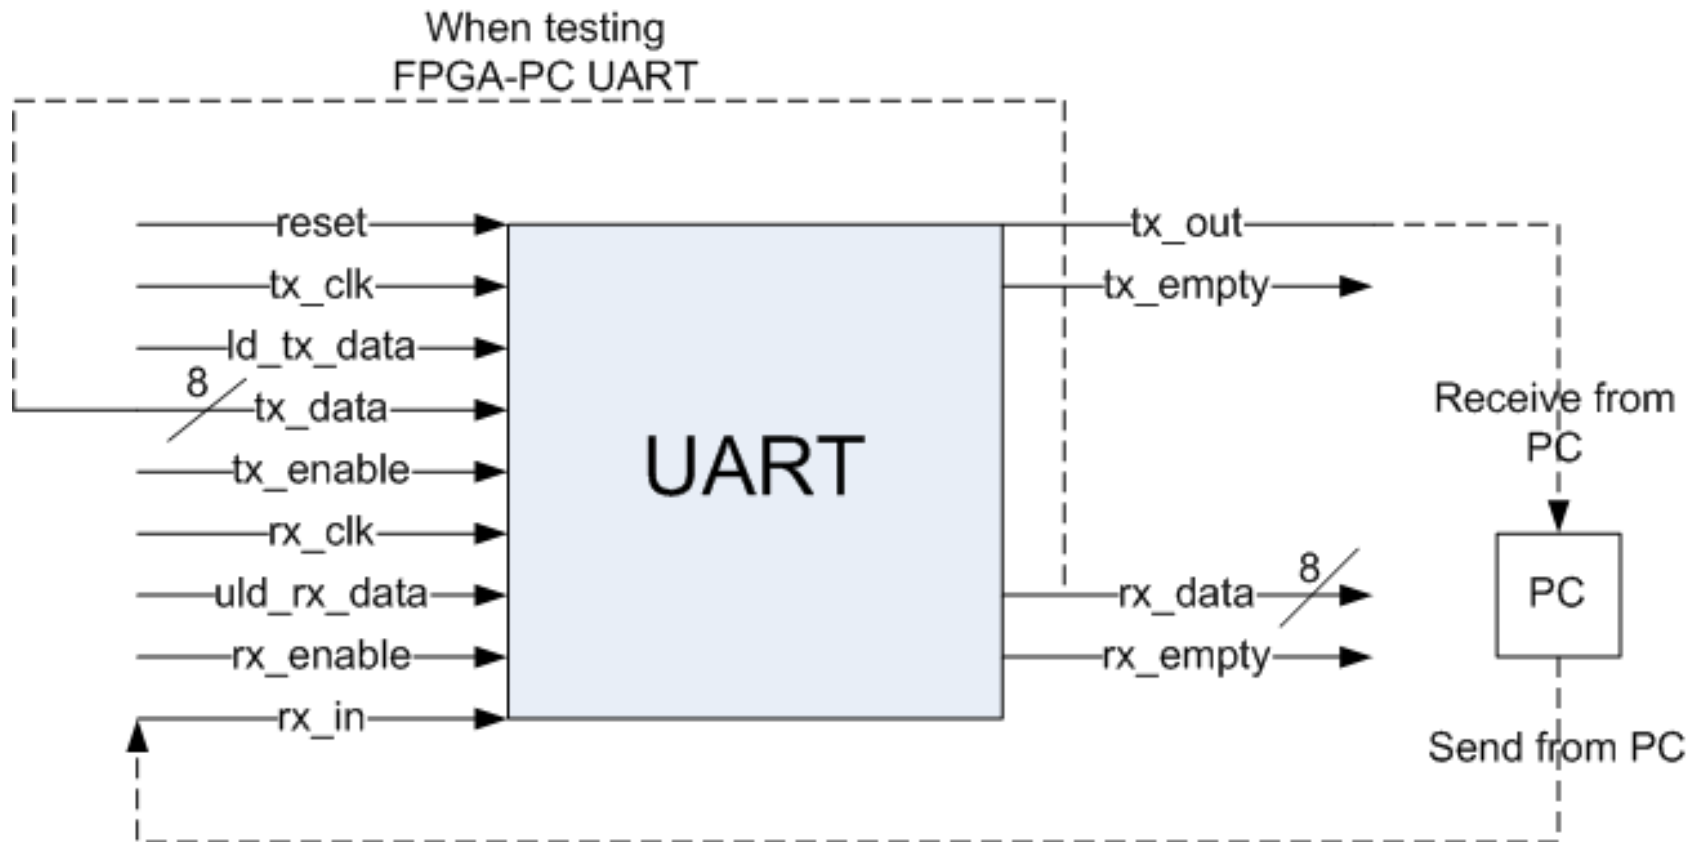 When testing
FPGA-PC UART
reset
tx_out
tx_clk
tx_empty
ld_tx_data
8
tx_data
Receive from
PC
tx_enable
UART
rx_clk
uld_rx_data
rx_data
8
PC
rx_enable
rx_empty
rx_in
Send from PC